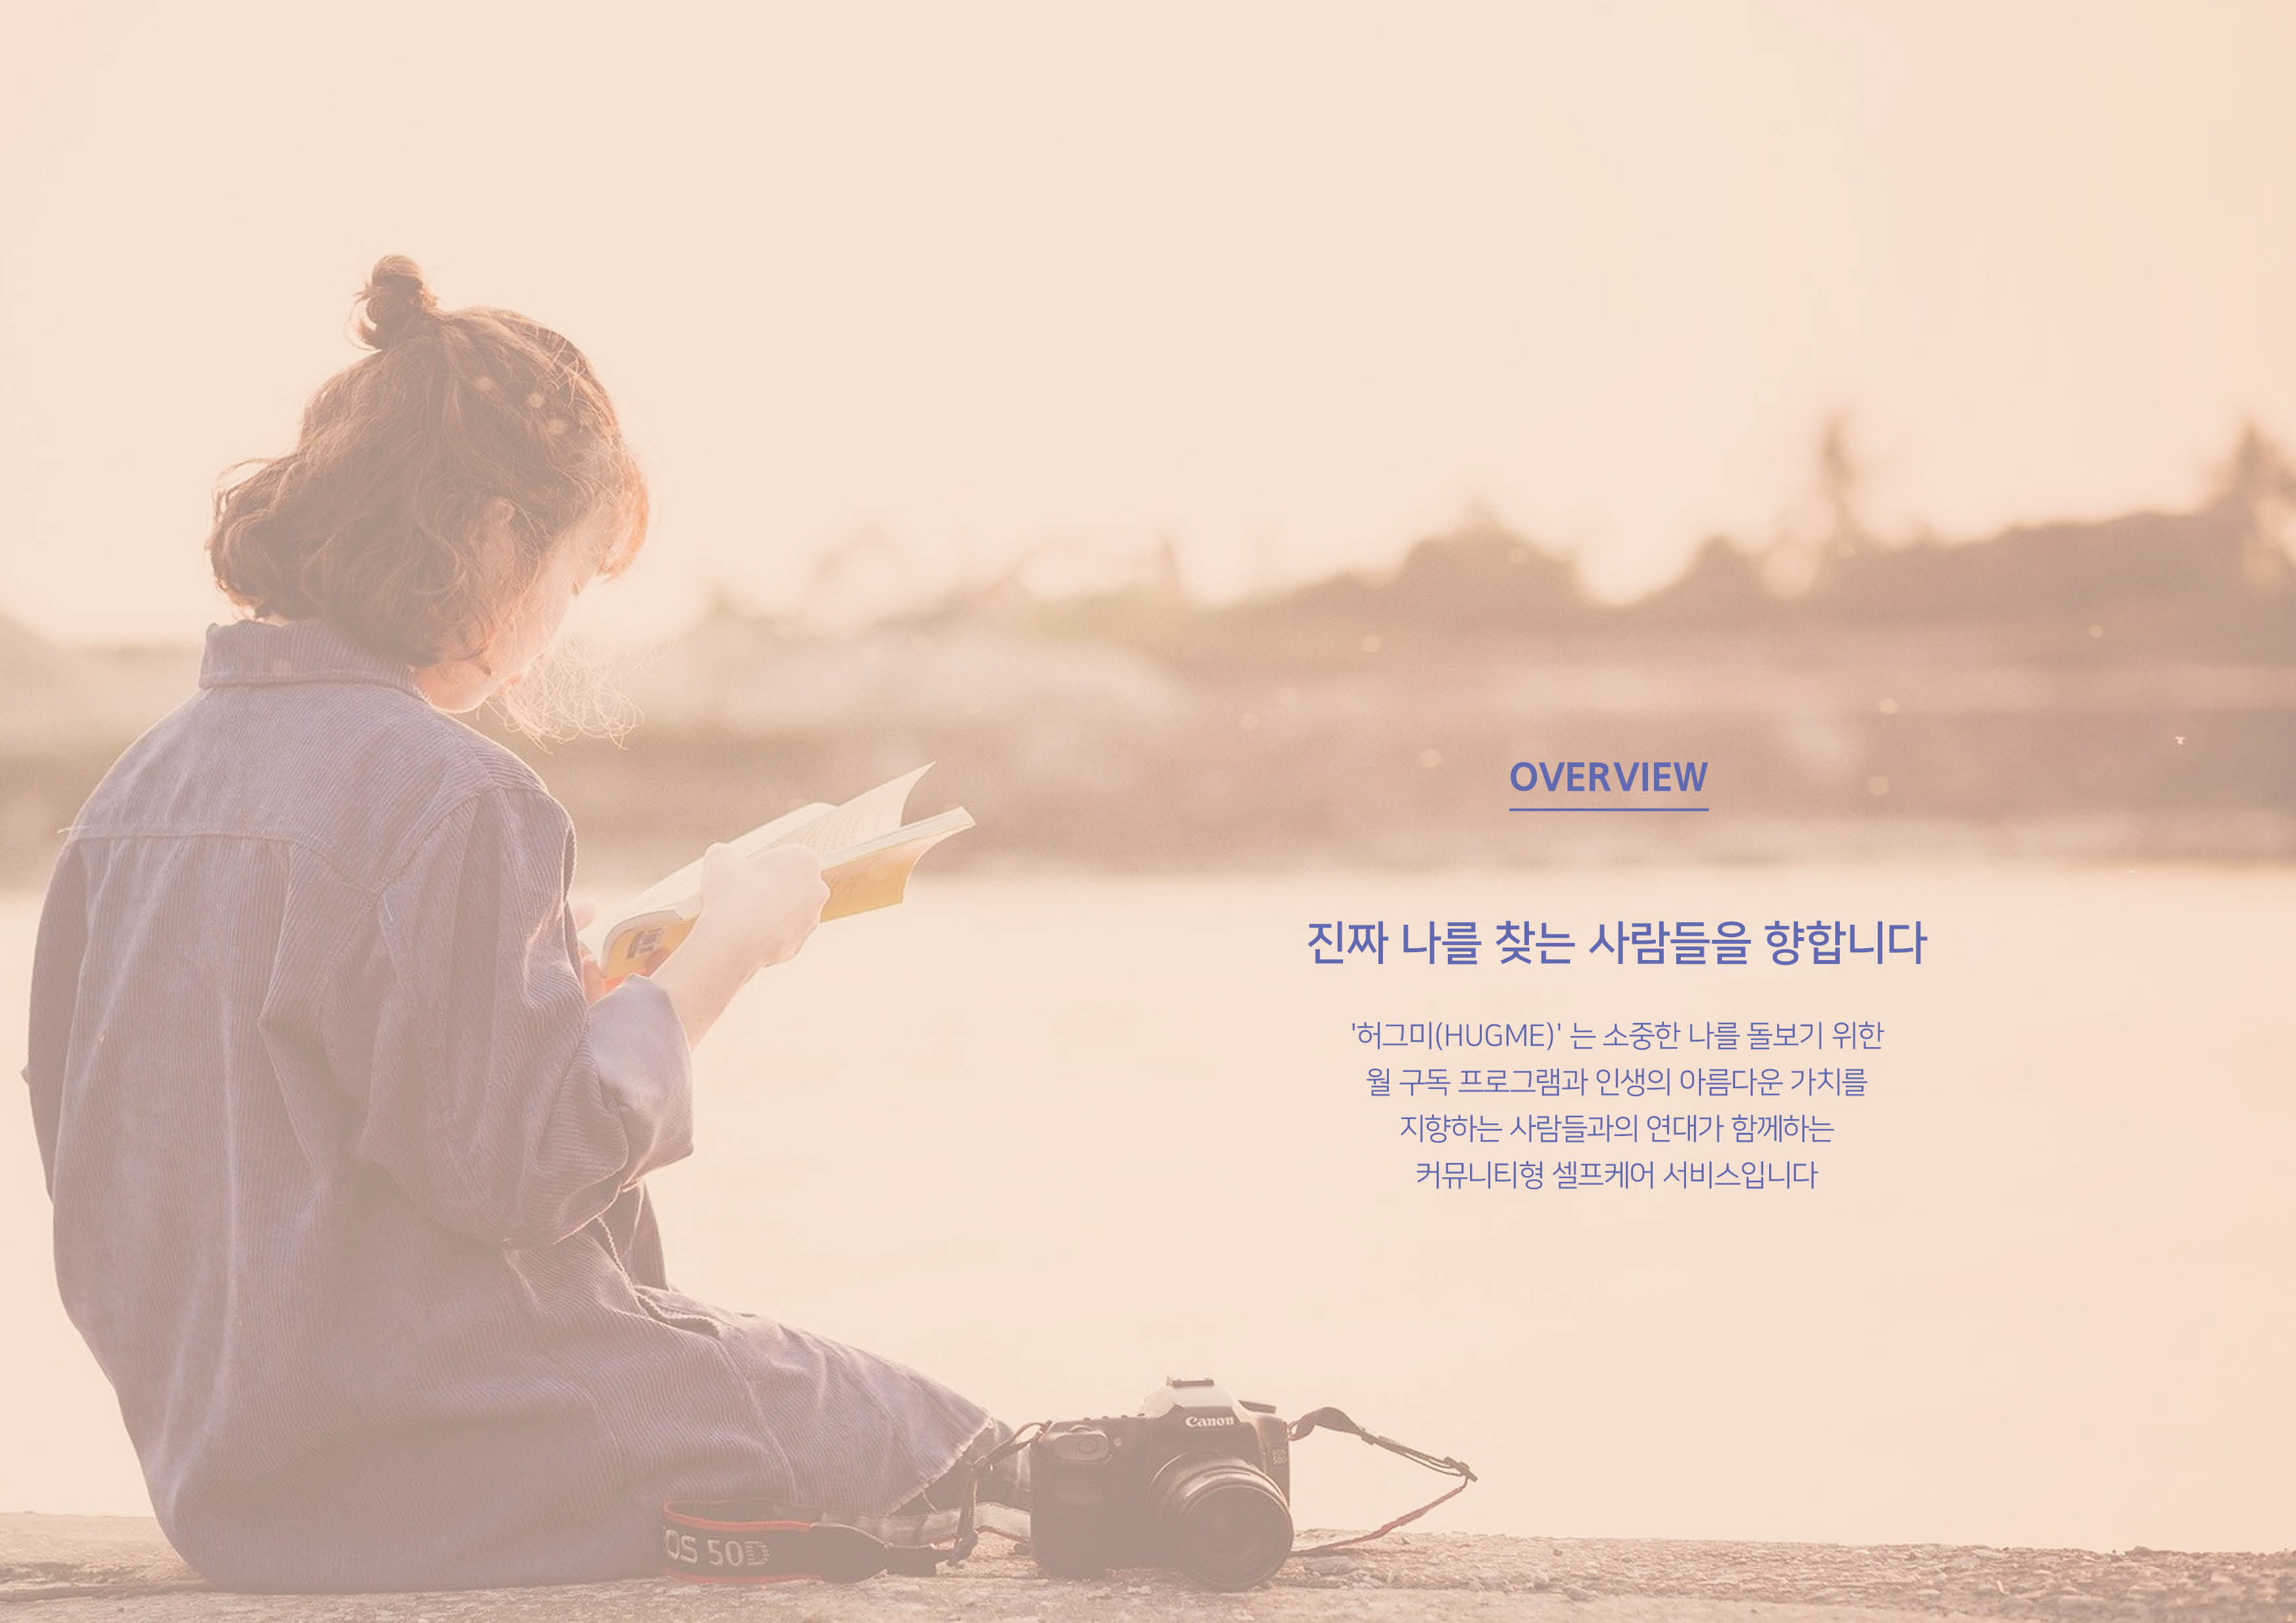 OVERVIEW
진짜 나를 찾는 사람들을 향합니다
'허그미(HUGME)' 는 소중한 나를 돌보기 위한
월 구독 프로그램과 인생의 아름다운 가치를
지향하는 사람들과의 연대가 함께하는
커뮤니티형 셀프케어 서비스입니다
Canon
OS 50D